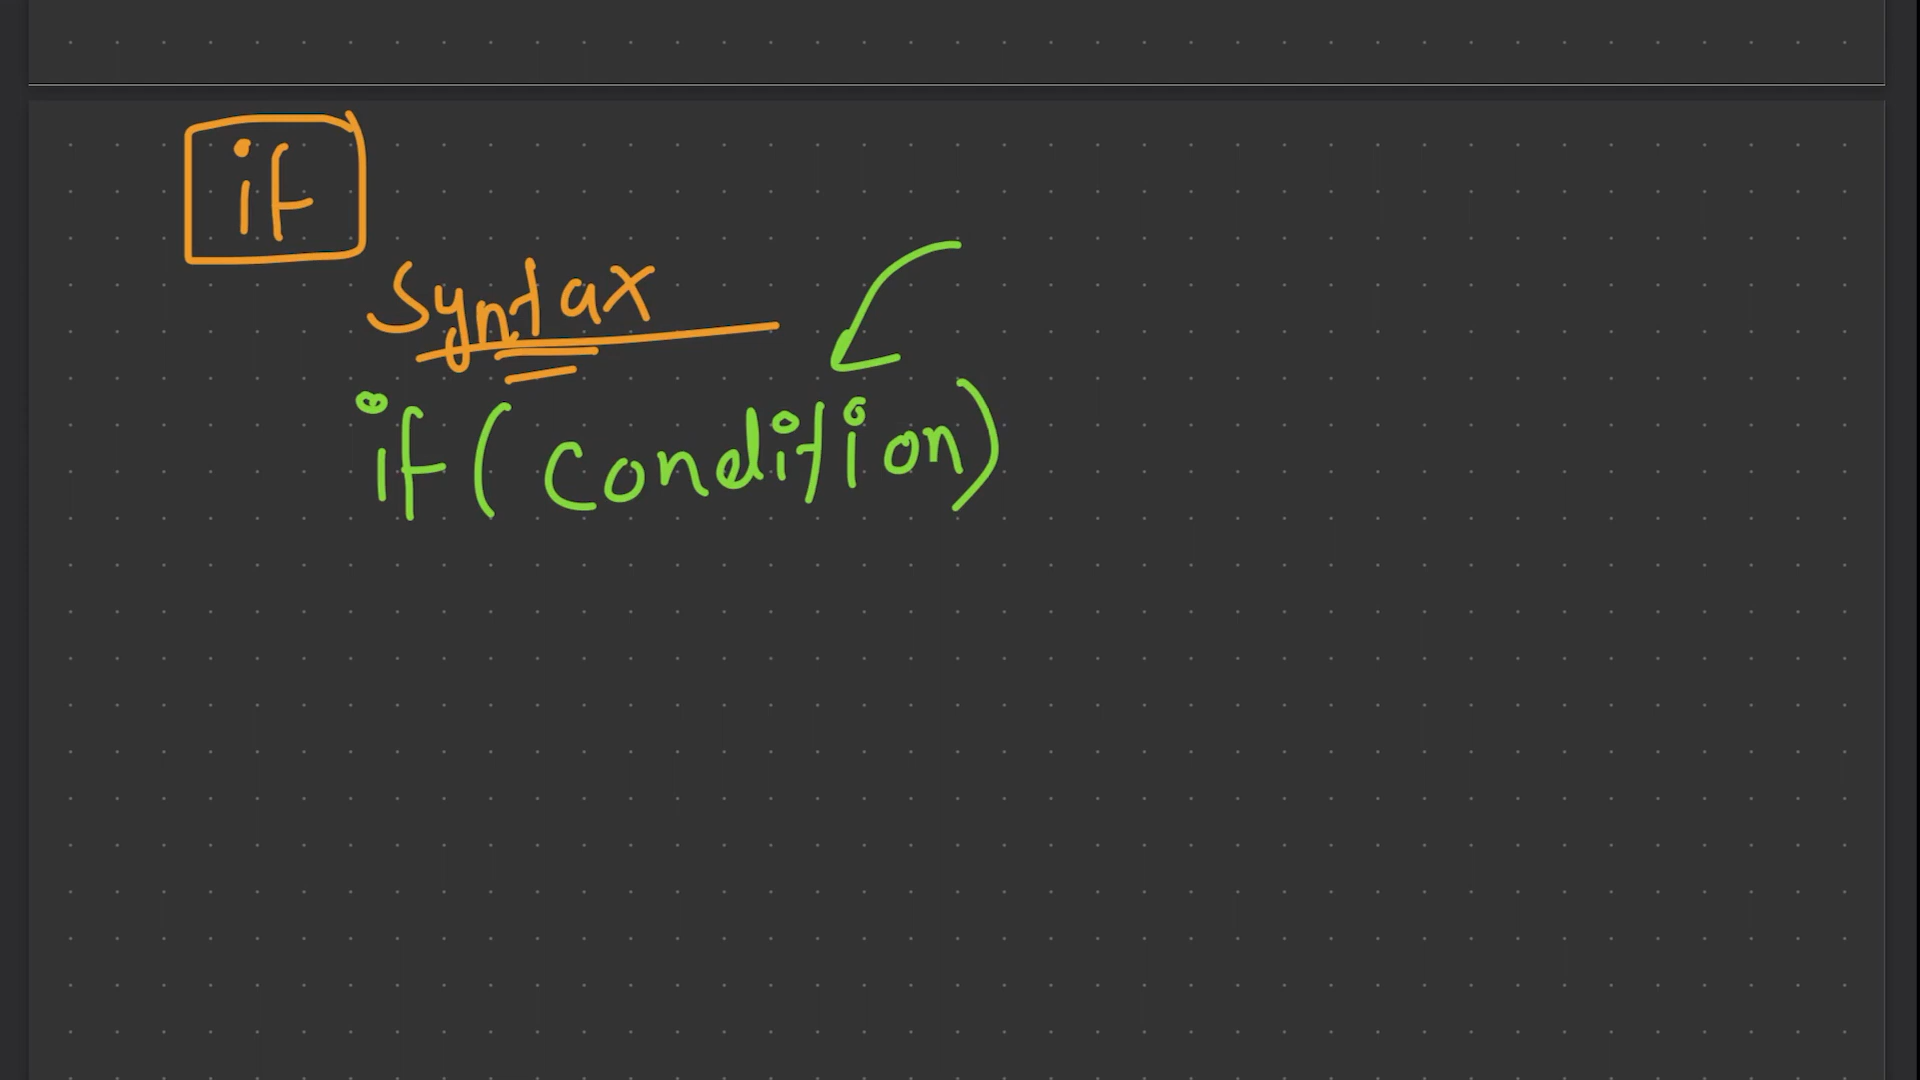 if
Syntax
if (condition)